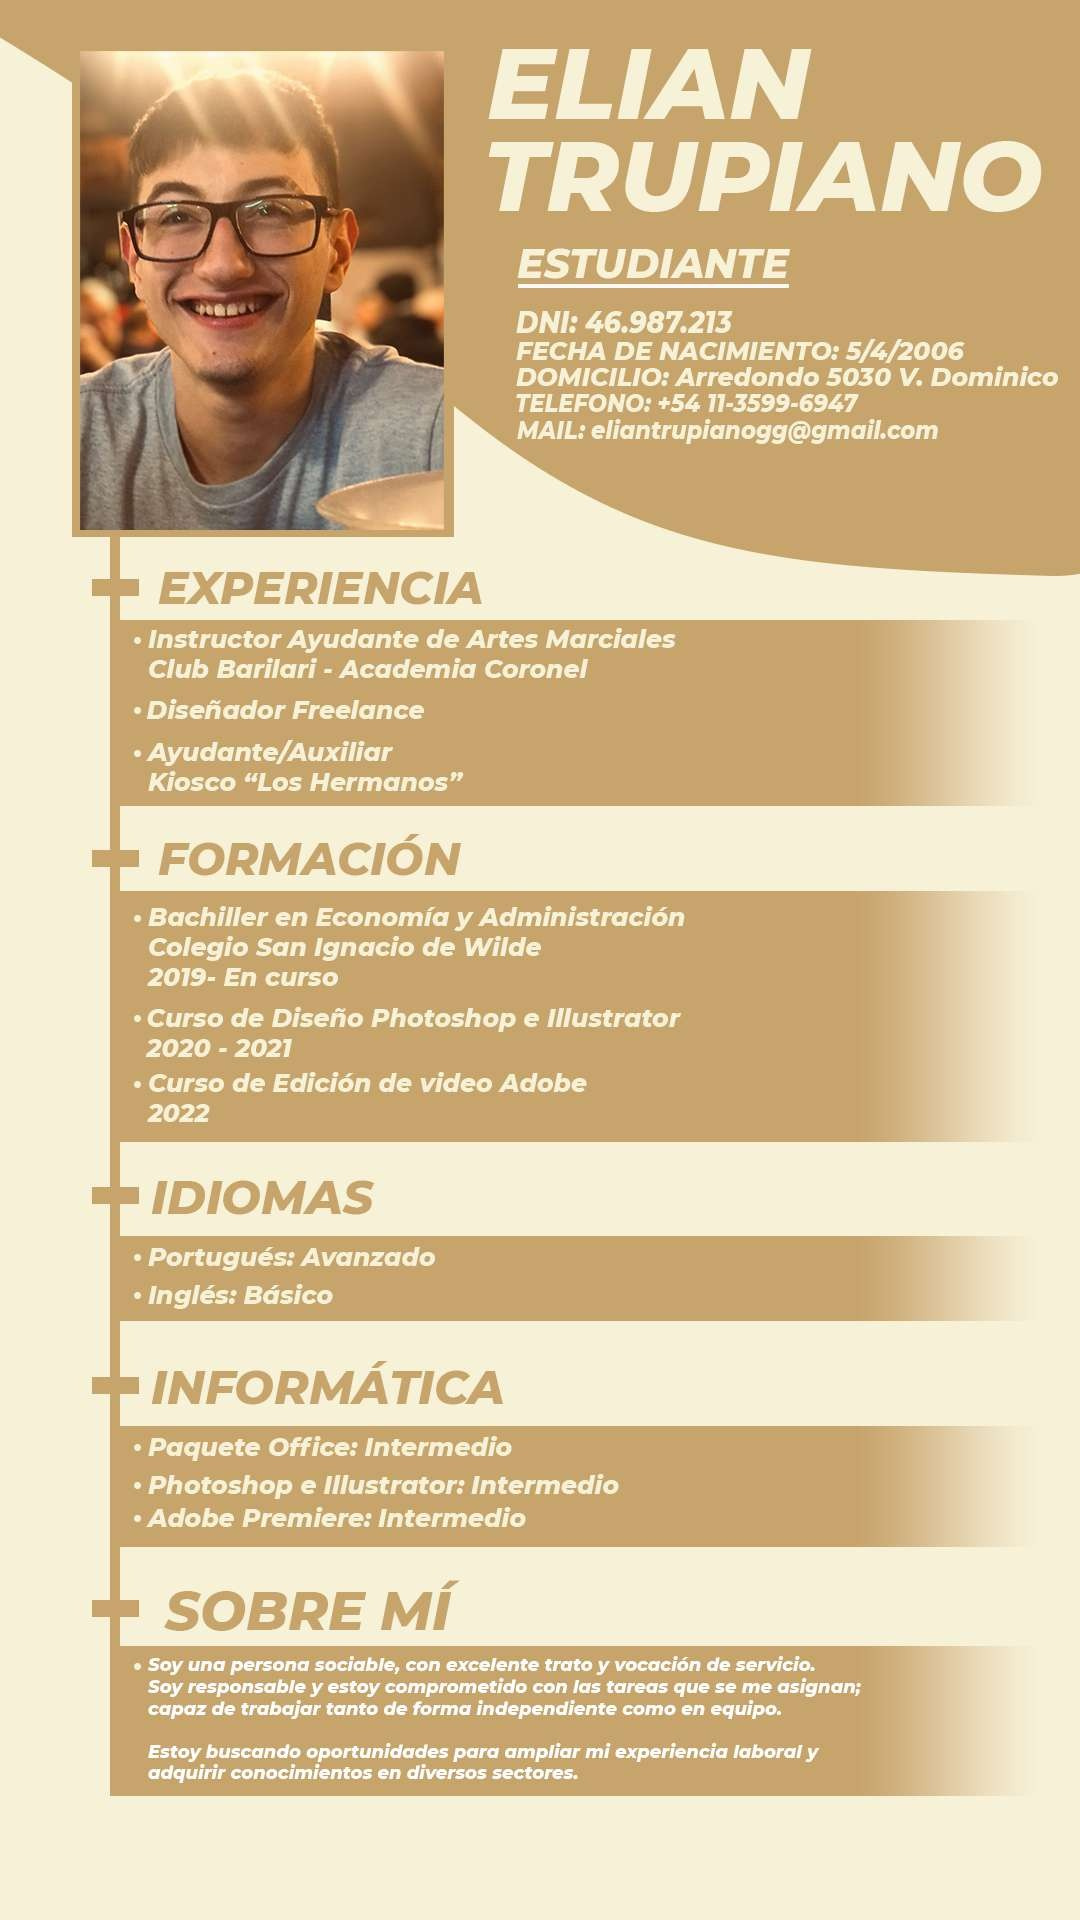 ELIAN
TRUPIANO
ESTUDIANTE
DNI: 46.987.213
FECHA DE NACIMIENTO: 5/4/2006
DOMICILIO: Arredondo 5030 V. Dominico
TELEFONO: +54 11-3599-6947
MAIL: eliantrupianogg@gmail.com
EXPERIENCIA
• Instructor Ayudante de Artes Marciales
Club Barilari - Academia Coronel
• Diseñador Freelance
• Ayudante/Auxiliar
Kiosco “Los Hermanos”
FORMACIÓN
• Bachiller en Economía y Administración
Colegio San Ignacio de Wilde
2019- En curso
• Curso de Diseño Photoshop e Illustrator
2020 - 2021
• Curso de Edición de video Adobe
2022
IDIOMAS
• Portugués: Avanzado
• Inglés: Básico
INFORMÁTICA
• Paquete Office: Intermedio
• Photoshop e Illustrator: Intermedio
• Adobe Premiere: Intermedio
SOBRE MÍ
• Soy una persona sociable, con excelente trato y vocación de servicio.
Soy responsable y estoy comprometido con las tareas que se me asignan;
capaz de trabajar tanto de forma independiente como en equipo.
Estoy buscando oportunidades para ampliar mi experiencia laboral y
adquirir conocimientos en diversos sectores.